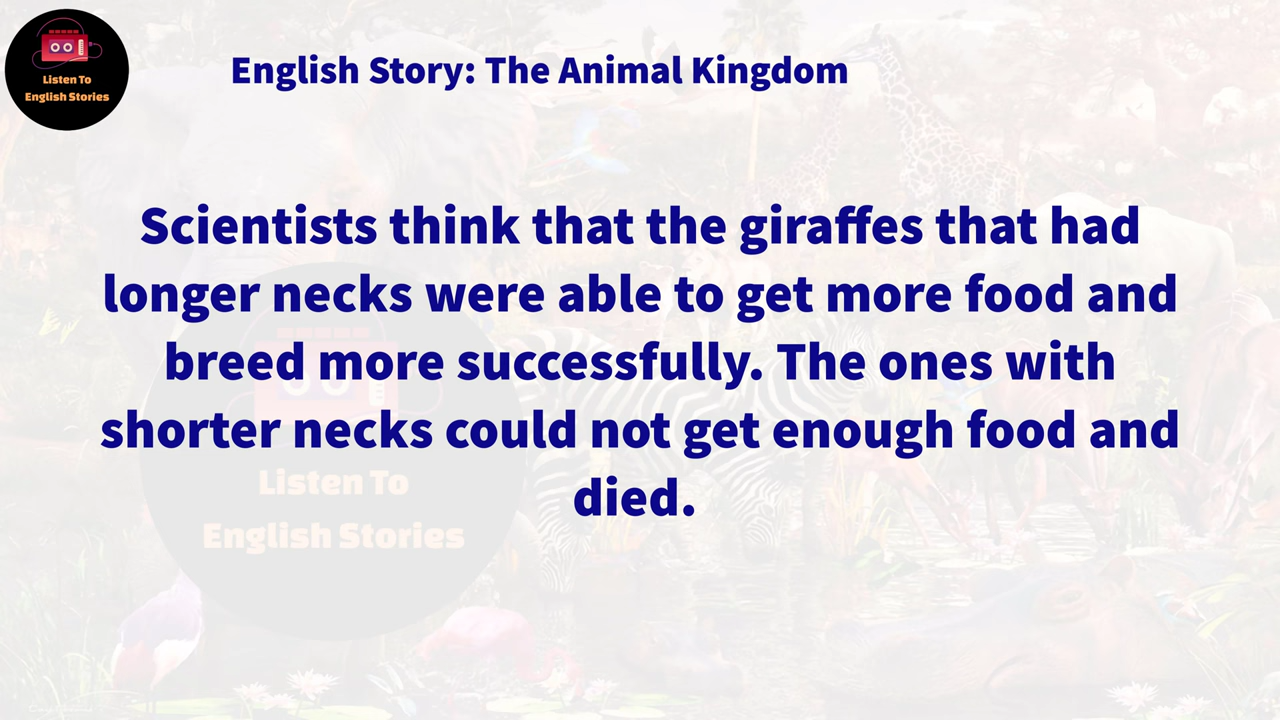 Listen To
English Stories
English Story: The Animal Kingdom
Scientists think that the giraffes that had
longer necks were able to get more food and
breed more successfully. The ones with
shorter necks could not get enough food and
died.
Listen To
English Stories